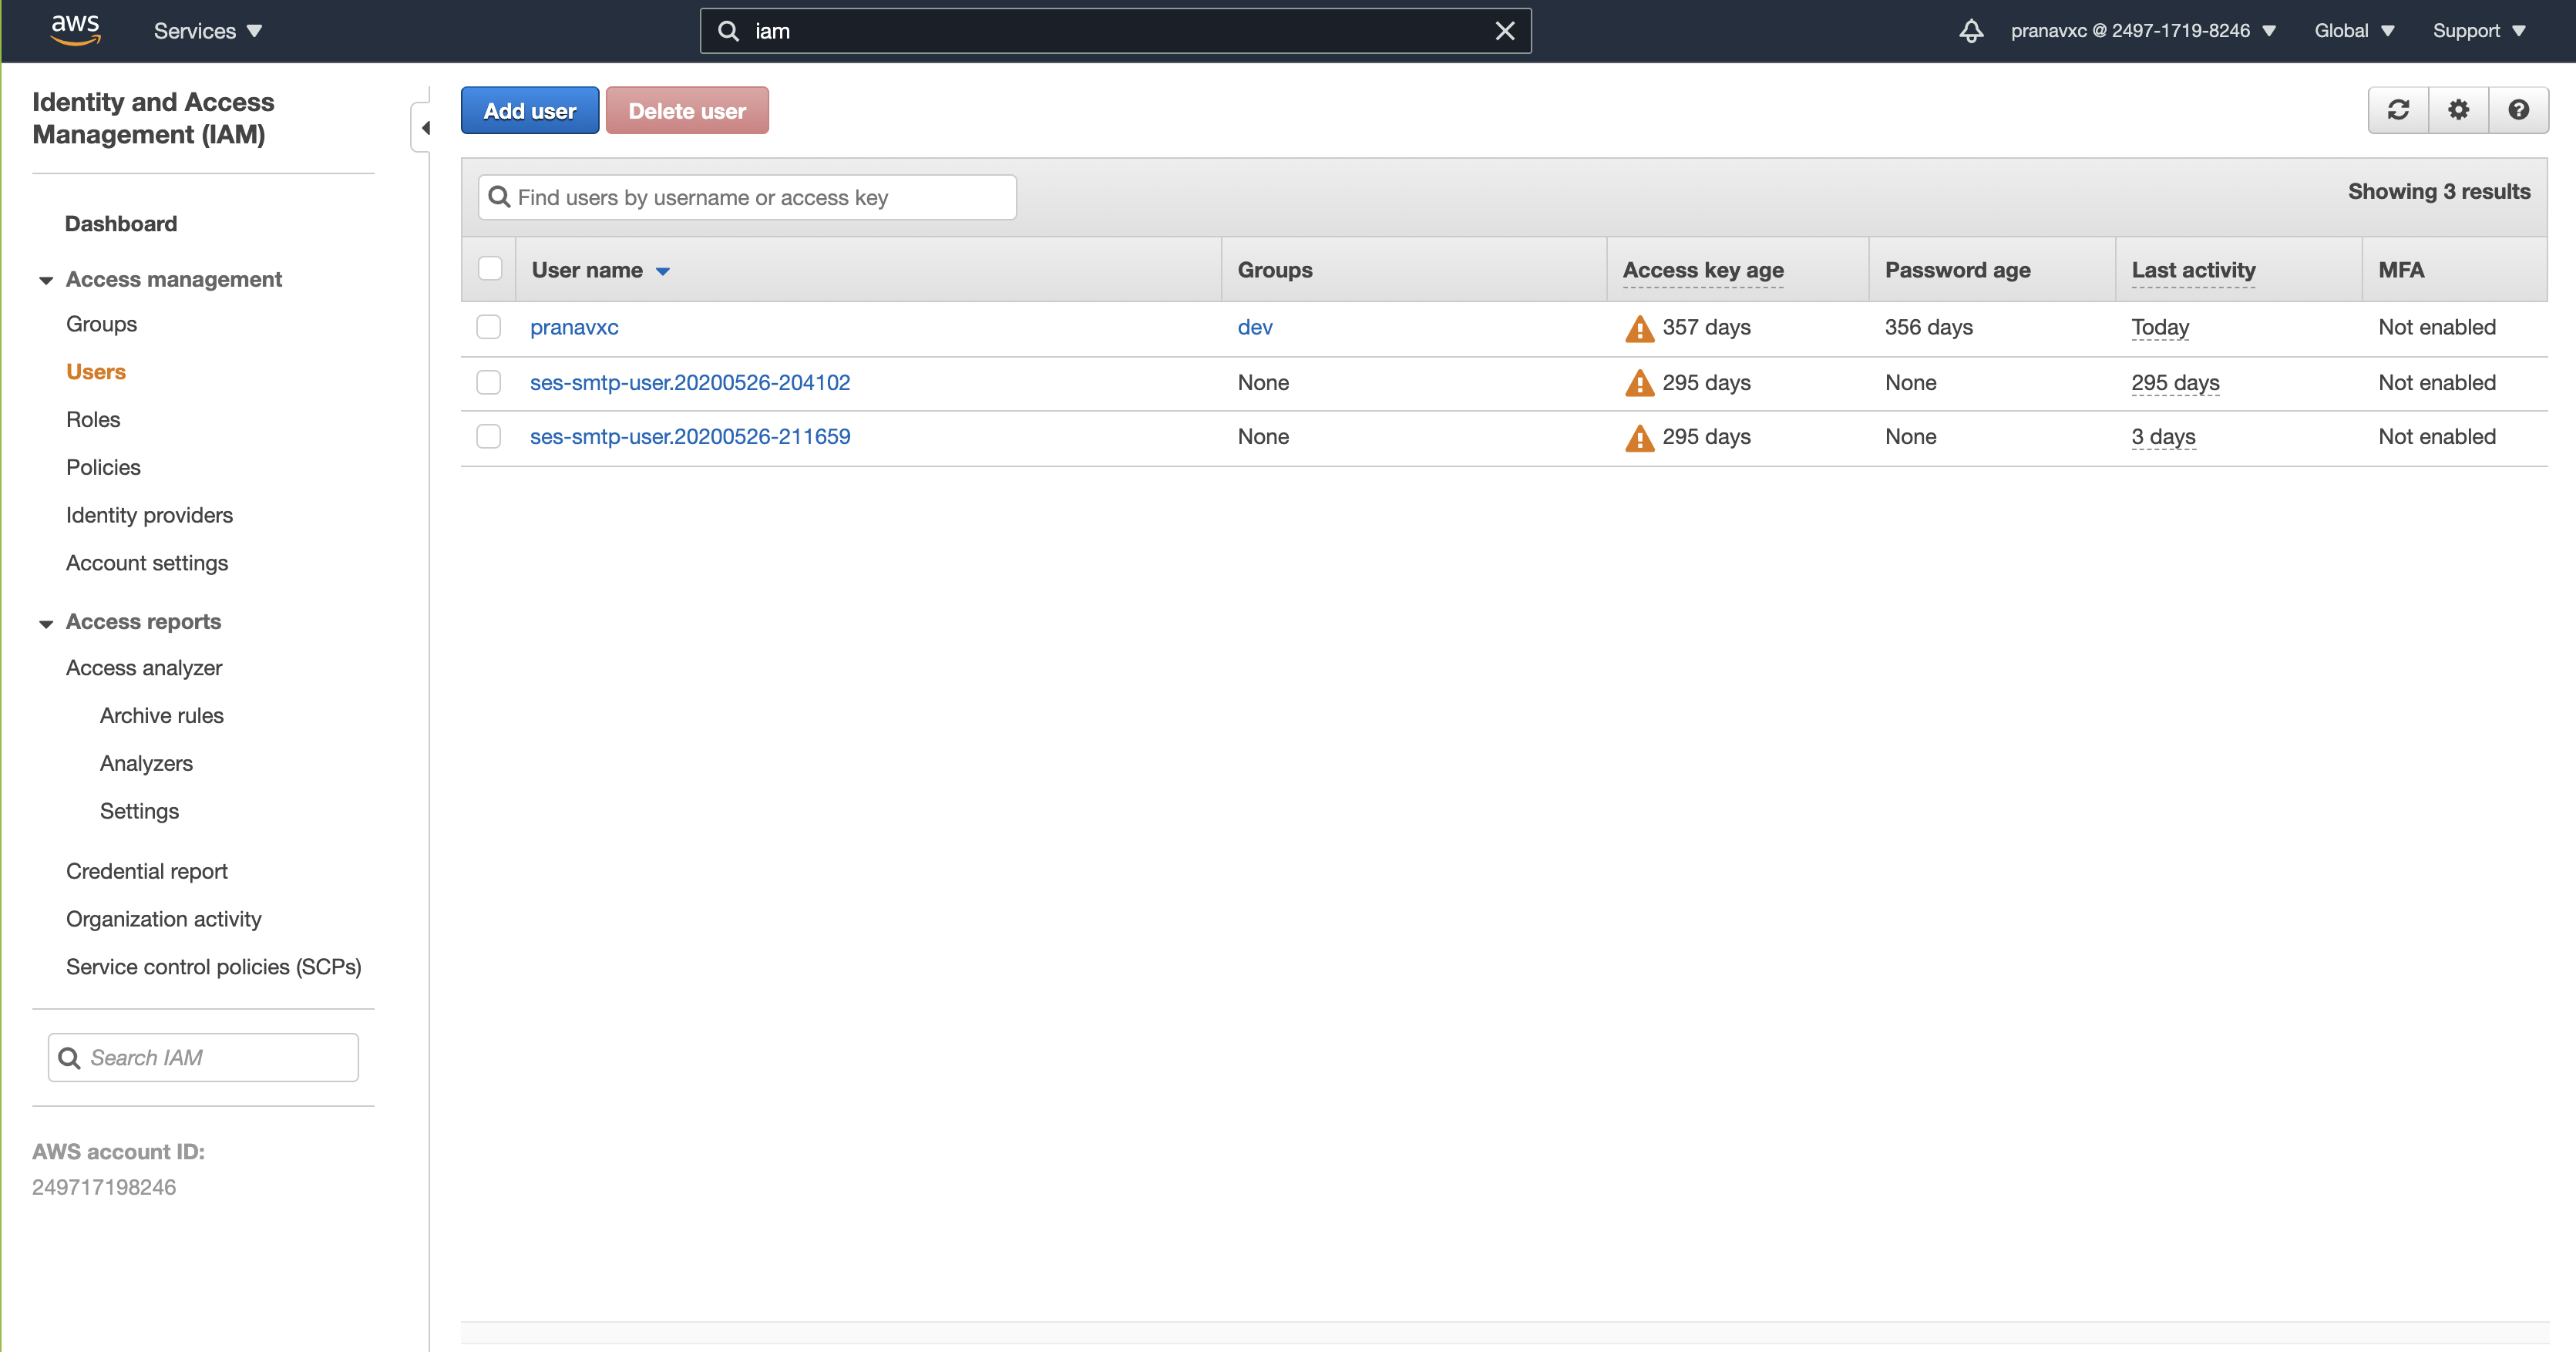 aws
Services
iam
pranavxc @ 2497-1719-8246
Global
Support
Identity and Access
Management (IAM)
Dashboard
Access management
Groups
Users
Roles
Policies
Identity providers
Account settings
Access reports
Access analyzer
Archive rules
Analyzers
Settings
Credential report
Organization activity
Service control policies (SCPs)
Search IAM
AWS account ID:
249717198246
Add user
Delete user
Find users by username or access key
Showing 3 results
User name Groups Access key age Password age Last activity MFA
pranavxc dev 357 days 356 days Today Not enabled
ses-smtp-user.20200526-204102 None 295 days None 295 days Not enabled
ses-smtp-user.20200526-211659 None 295 days None 3 days Not enabled